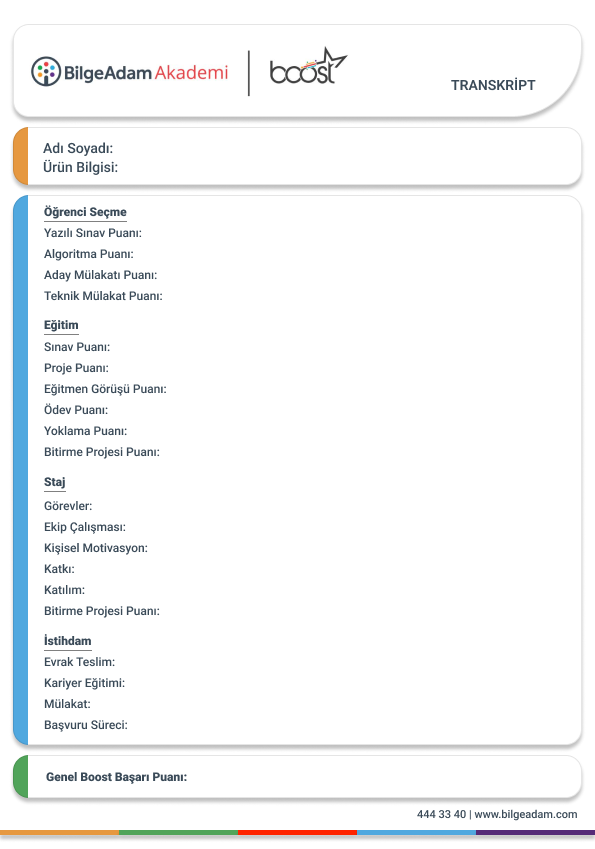 BilgeAdam Akademi
boost
TRANSKRİPT
Adı Soyadı:
Ürün Bilgisi:
Öğrenci Seçme
Yazılı Sınav Puanı:
Algoritma Puanı:
Aday Mülakatı Puanı:
Teknik Mülakat Puanı:
Eğitim
Sınav Puanı:
Proje Puanı:
Eğitmen Görüşü Puanı:
Ödev Puanı:
Yoklama Puanı:
Bitirme Projesi Puanı:
Staj
Görevler:
Ekip Çalışması:
Kişisel Motivasyon:
Katkı:
Katılım:
Bitirme Projesi Puanı:
İstihdam
Evrak Teslim:
Kariyer Eğitimi:
Mülakat:
Başvuru Süreci:
Genel Boost Başarı Puanı:
444 33 40 | www.bilgeadam.com